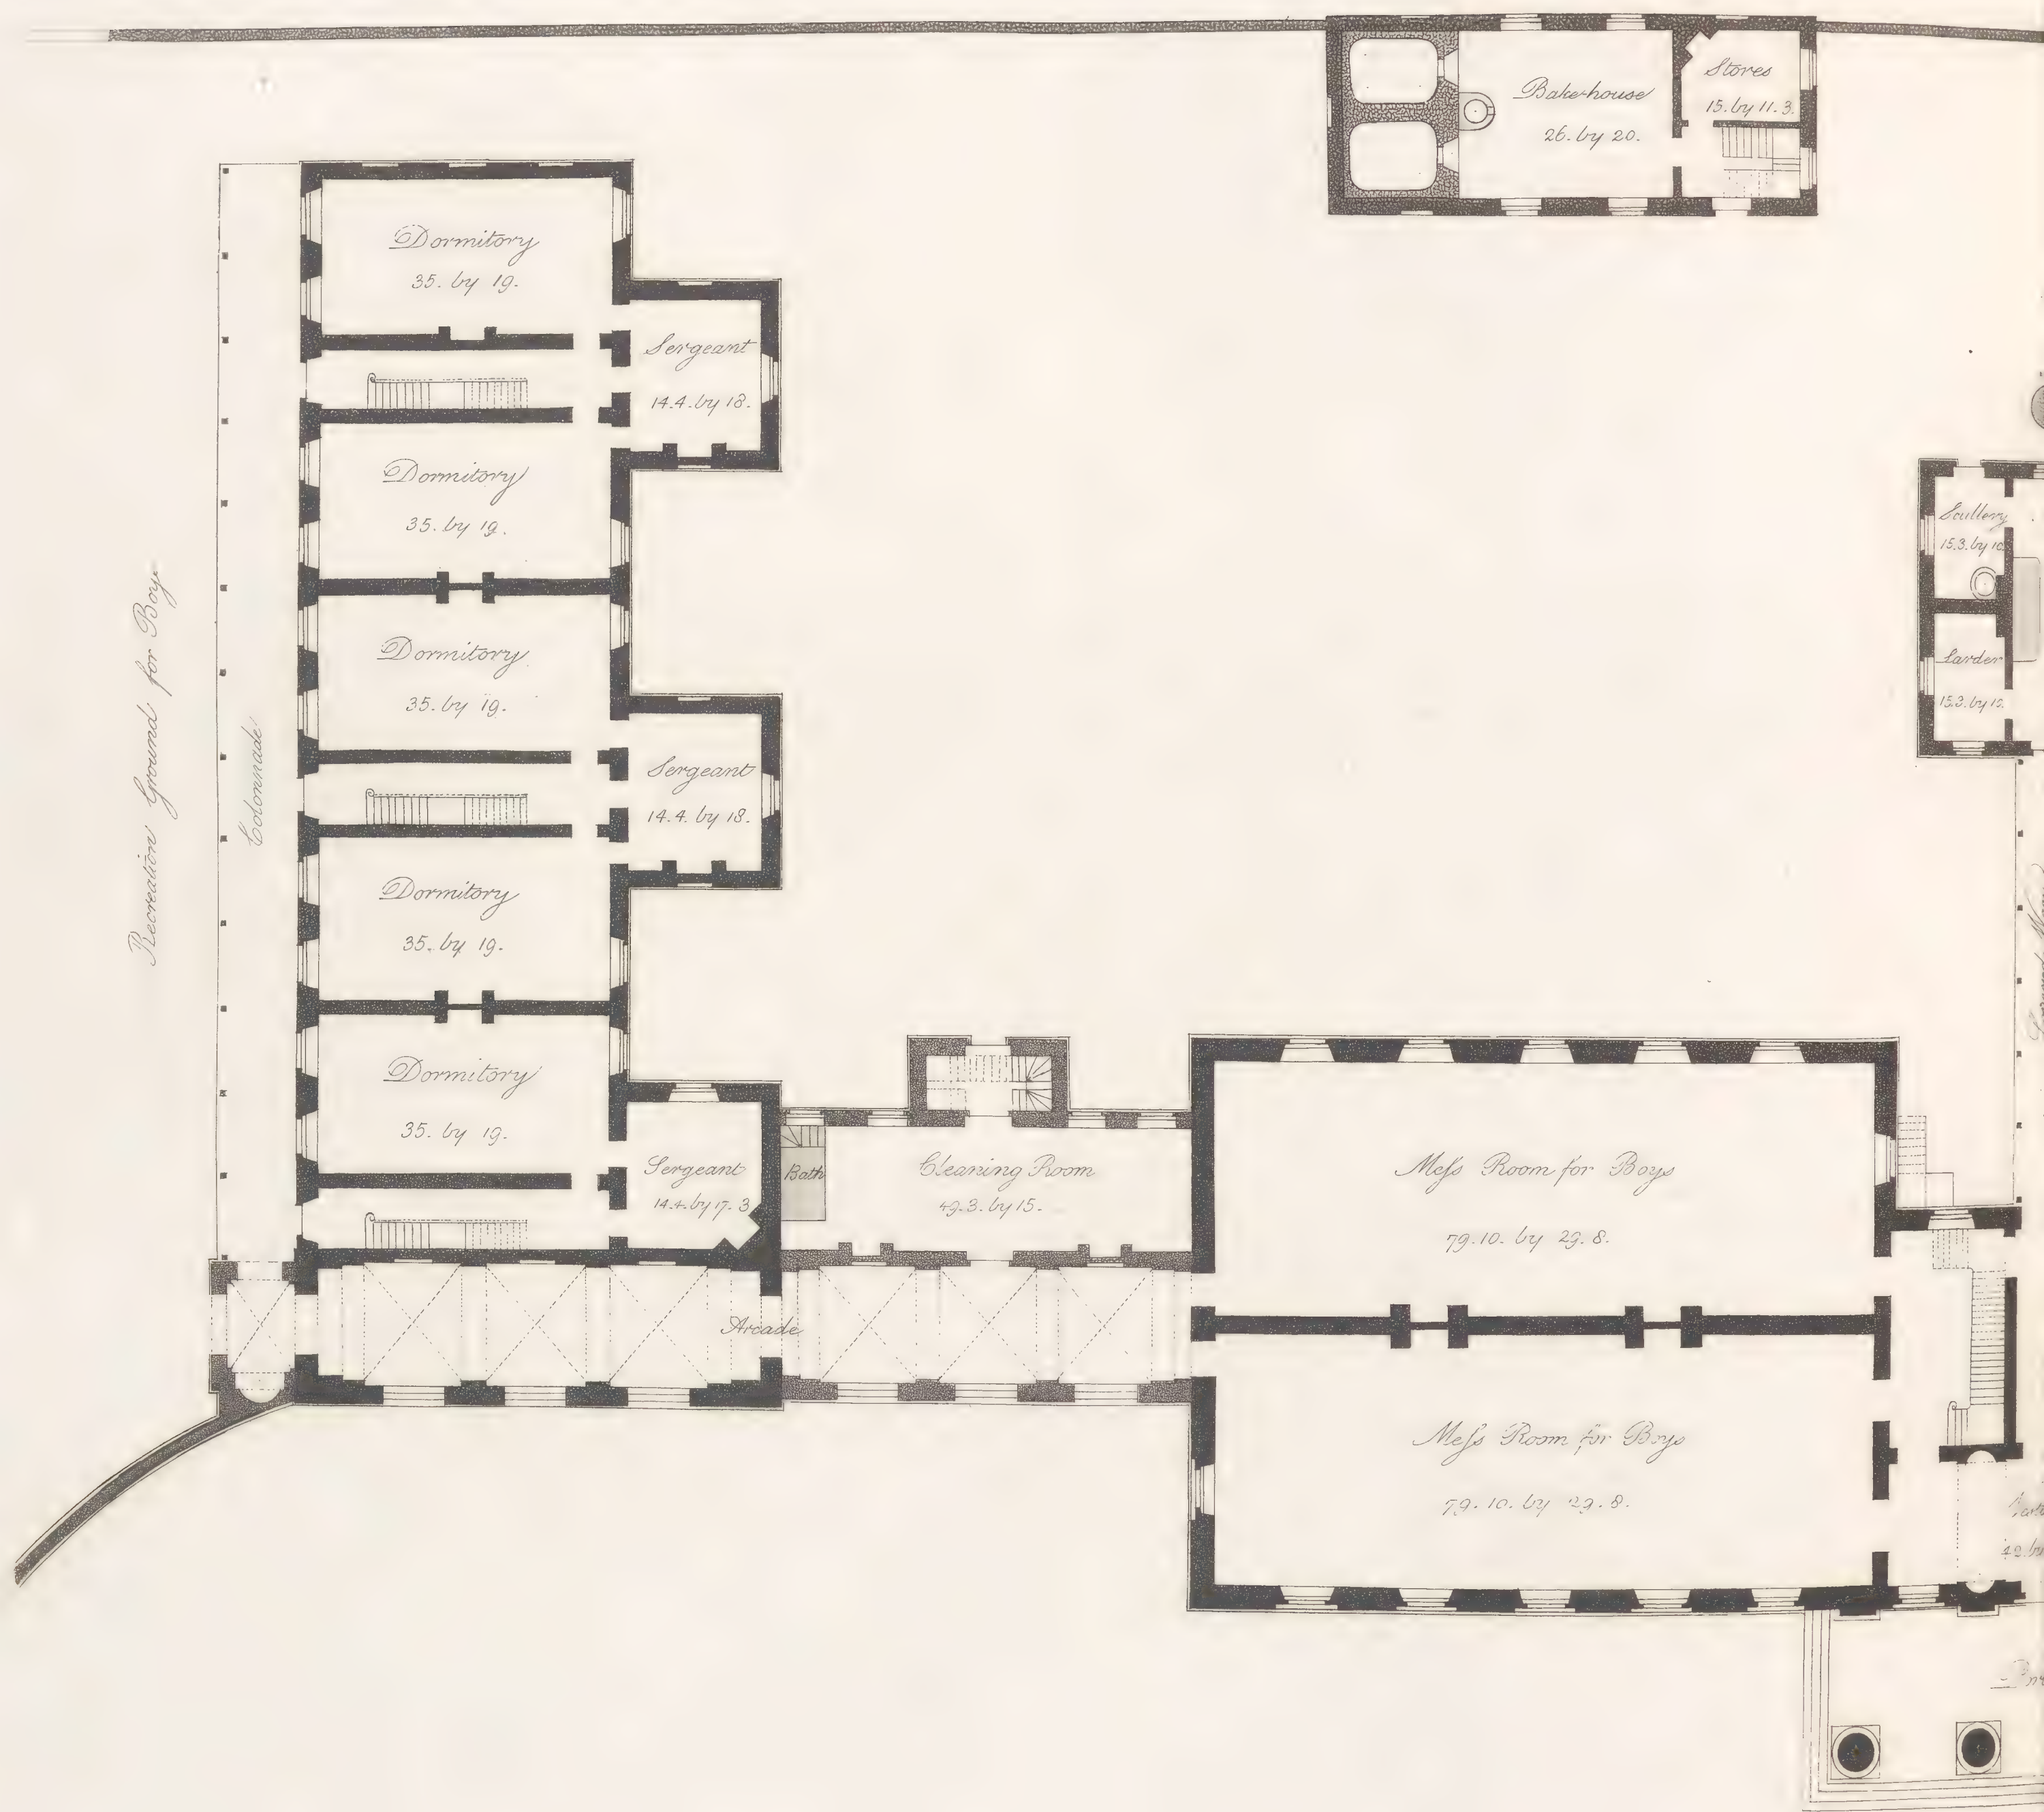 Bakehouse
26. by 20.
Stores
15. by 11. 3.
Dormitory
35. by 19.
Sergeant
14. 4. by 18.
Dormitory
35. by 19.
Scullery
15. 3. by 10
Dormitory
35. by 19.
Larder
15. 3. by 10.
Recreation Ground for Boys
Colonnade
Sergeant
14. 4. by 18.
Dormitory
35. by 19.
Dormitory
35. by 19.
Sergeant
14. 4. by 17. 3
Bath
Cleaning Room
49. 3. by 15.
Meſs Room for Boys
79. 10. by 29. 8.
Arcade
Meſs Room for Boys
79. 10. by 29. 8.